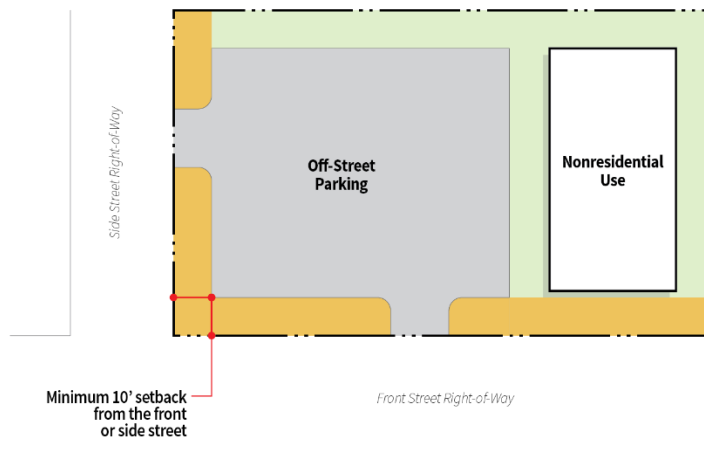 Side Street Right-of-Way
Off-Street
Parking
Nonresidential
Use
Minimum 10’ setback
from the front
or side street
Front Street Right-of-Way